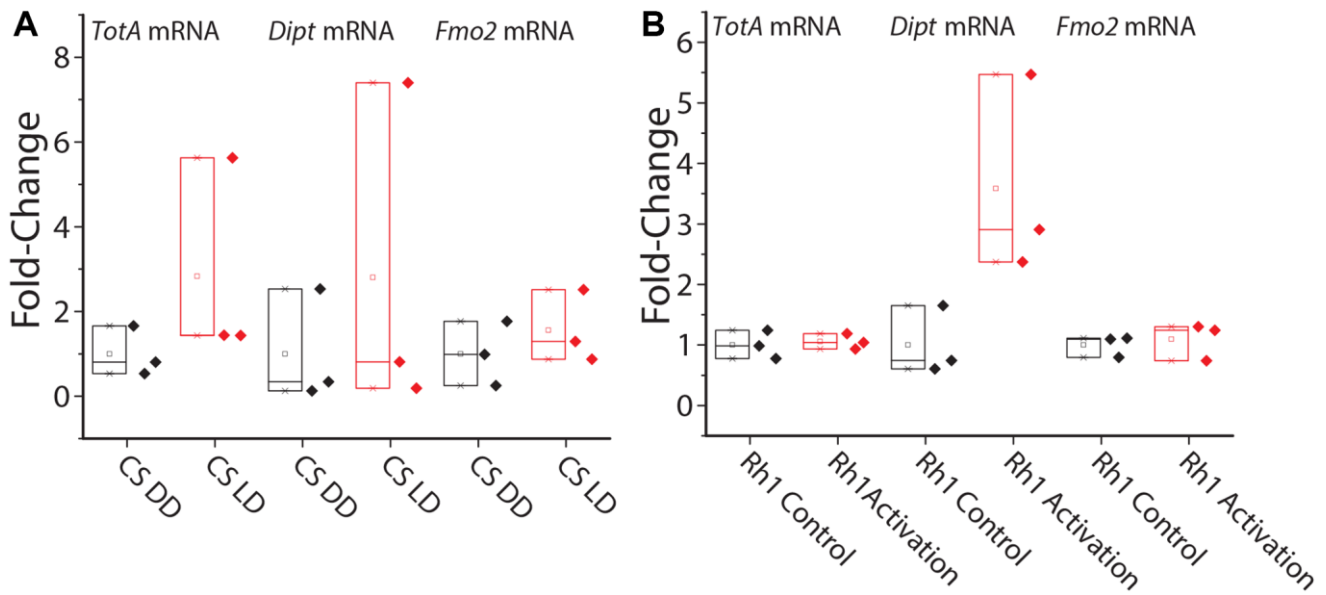 A
TotA mRNA Dipt mRNA Fmo2 mRNA
Fold-Change
8
6
4
2
0
CS DD
CS LD
CS DD
CS LD
CS DD
CS LD
B
TotA mRNA Dipt mRNA Fmo2 mRNA
Fold-Change
6
5
4
3
2
1
0
Rh1 Control
Rh1 Activation
Rh1 Control
Rh1 Activation
Rh1 Control
Rh1 Activation